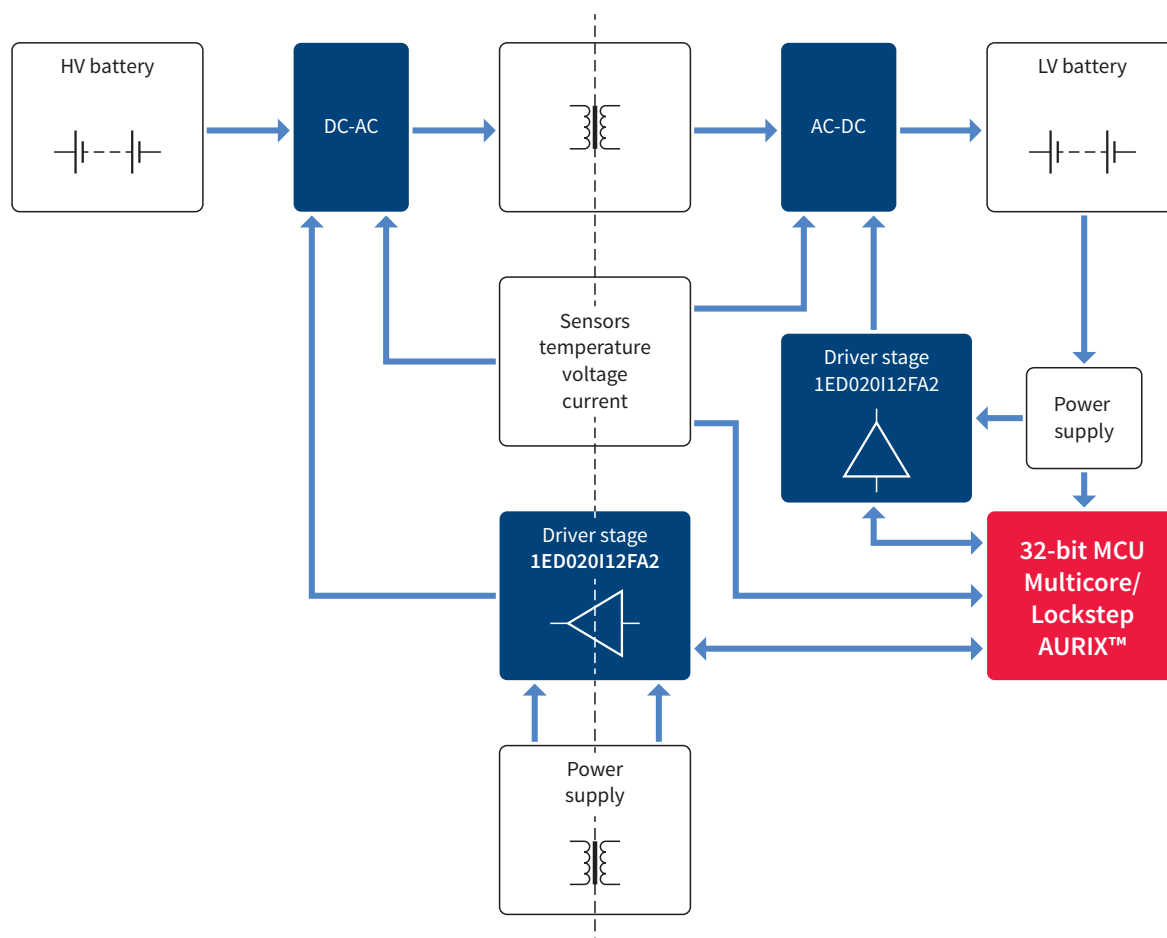 HV battery
DC-AC
AC-DC
LV battery
Sensors
temperature
voltage
current
Driver stage
1ED020I12FA2
Power
supply
Driver stage
1ED020I12FA2
32-bit MCU
Multicore/
Lockstep
AURIX™
Power
supply